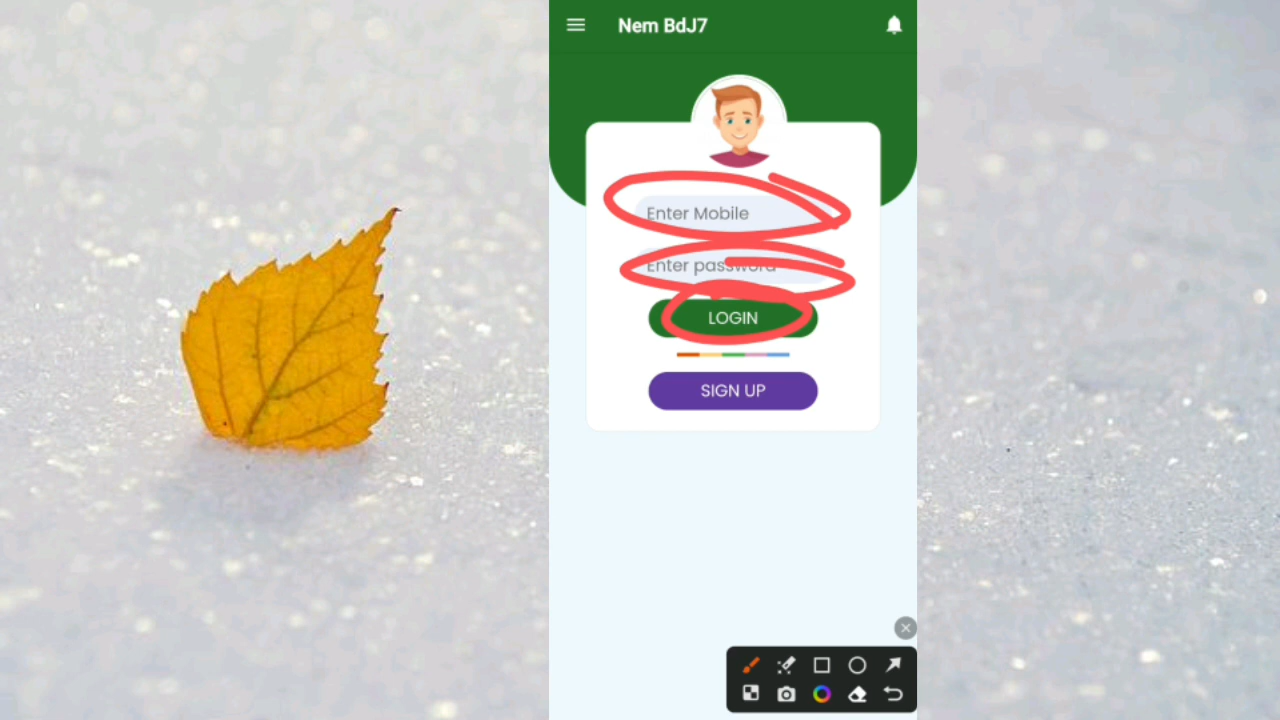 Nem BdJ7
Enter Mobile
Enter password
LOGIN
SIGN UP